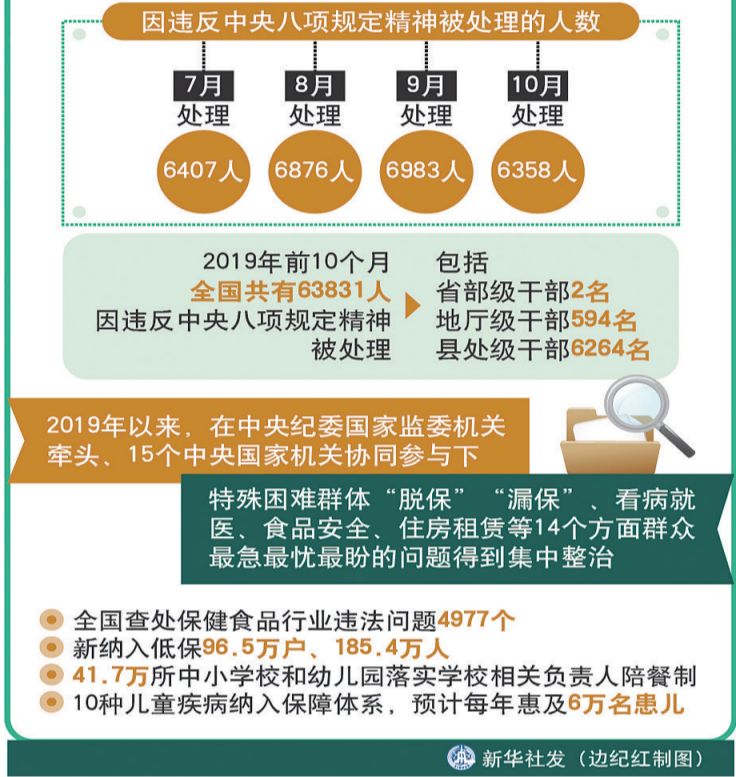 因违反中央八项规定精神被处理的人数
7月 8月 9月 10月
处理 处理 处理 处理
6407人 6876人 6983人 6358人
2019年前10个月
全国共有63831人
因违反中央八项规定精神
被处理
包括
省部级干部2名
地厅级干部594名
县处级干部6264名
2019年以来，在中央纪委国家监委机关
牵头、15个中央国家机关协同参与下
特殊困难群体“脱保”“漏保”、看病就
医、食品安全、住房租赁等14个方面群众
最急最忧最盼的问题得到集中整治
全国查处保健食品行业违法问题4977个
新纳入低保96.5万户、185.4万人
41.7万所中小学校和幼儿园落实学校相关负责人陪餐制
10种儿童疾病纳入保障体系，预计每年惠及6万名患儿
新华社发（边纪红制图）